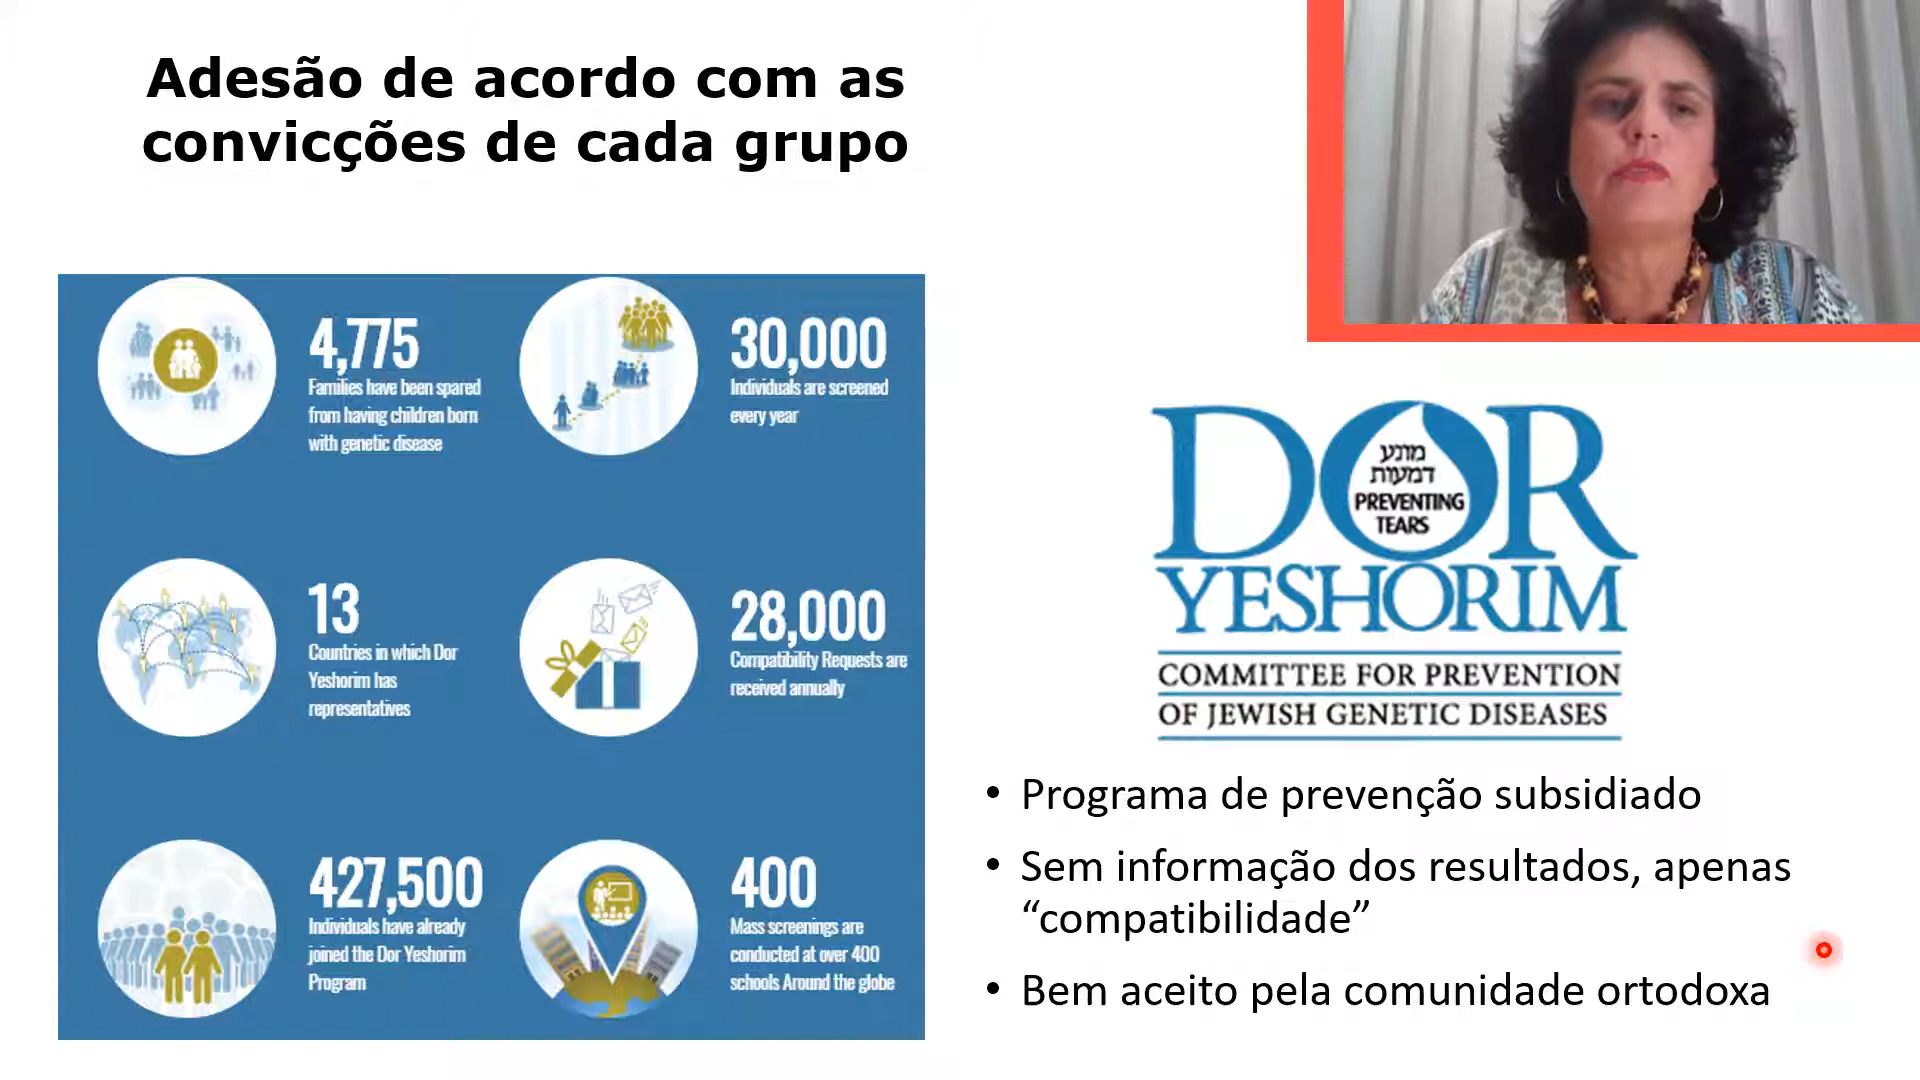 Adesão de acordo com as
convicções de cada grupo
4,775
Families have been spared
from having children born
with genetic disease
30,000
Individuals are screened
every year
13
Countries in which Dor
Yeshorim has
representatives
28,000
Compatibility Requests are
received annually
427,500
Individuals have already
joined the Dor Yeshorim
Program
400
Mass screenings are
conducted at over 400
schools Around the globe
DOR
מונע
דמעות
PREVENTING
TEARS
YESHORIM
COMMITTEE FOR PREVENTION
OF JEWISH GENETIC DISEASES
• Programa de prevenção subsidiado
• Sem informação dos resultados, apenas
“compatibilidade”
• Bem aceito pela comunidade ortodoxa